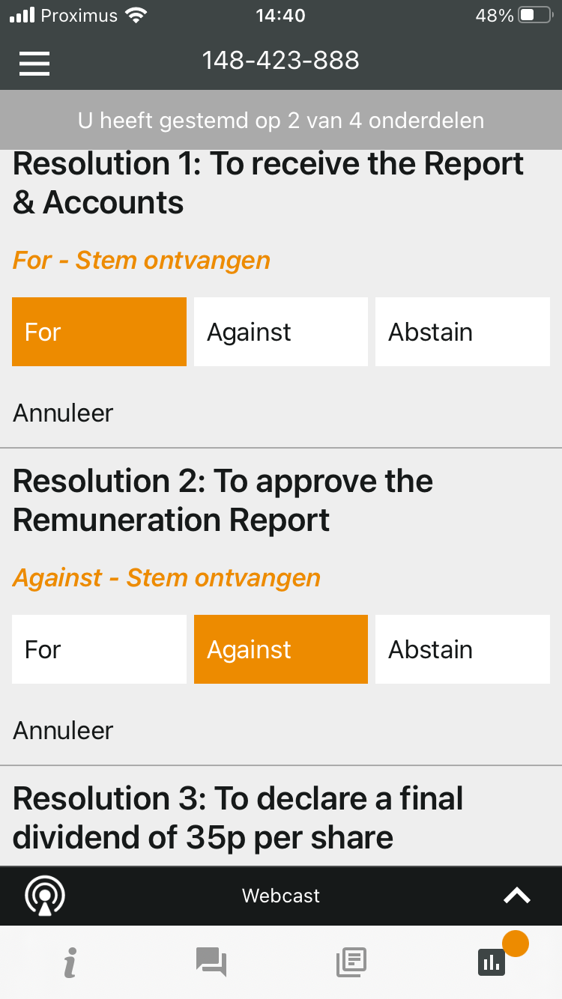 Proximus 14:40 48%
148-423-888
U heeft gestemd op 2 van 4 onderdelen
Resolution 1: To receive the Report
& Accounts
For - Stem ontvangen
For Against Abstain
Annuleer
Resolution 2: To approve the
Remuneration Report
Against - Stem ontvangen
For Against Abstain
Annuleer
Resolution 3: To declare a final
dividend of 35p per share
Webcast